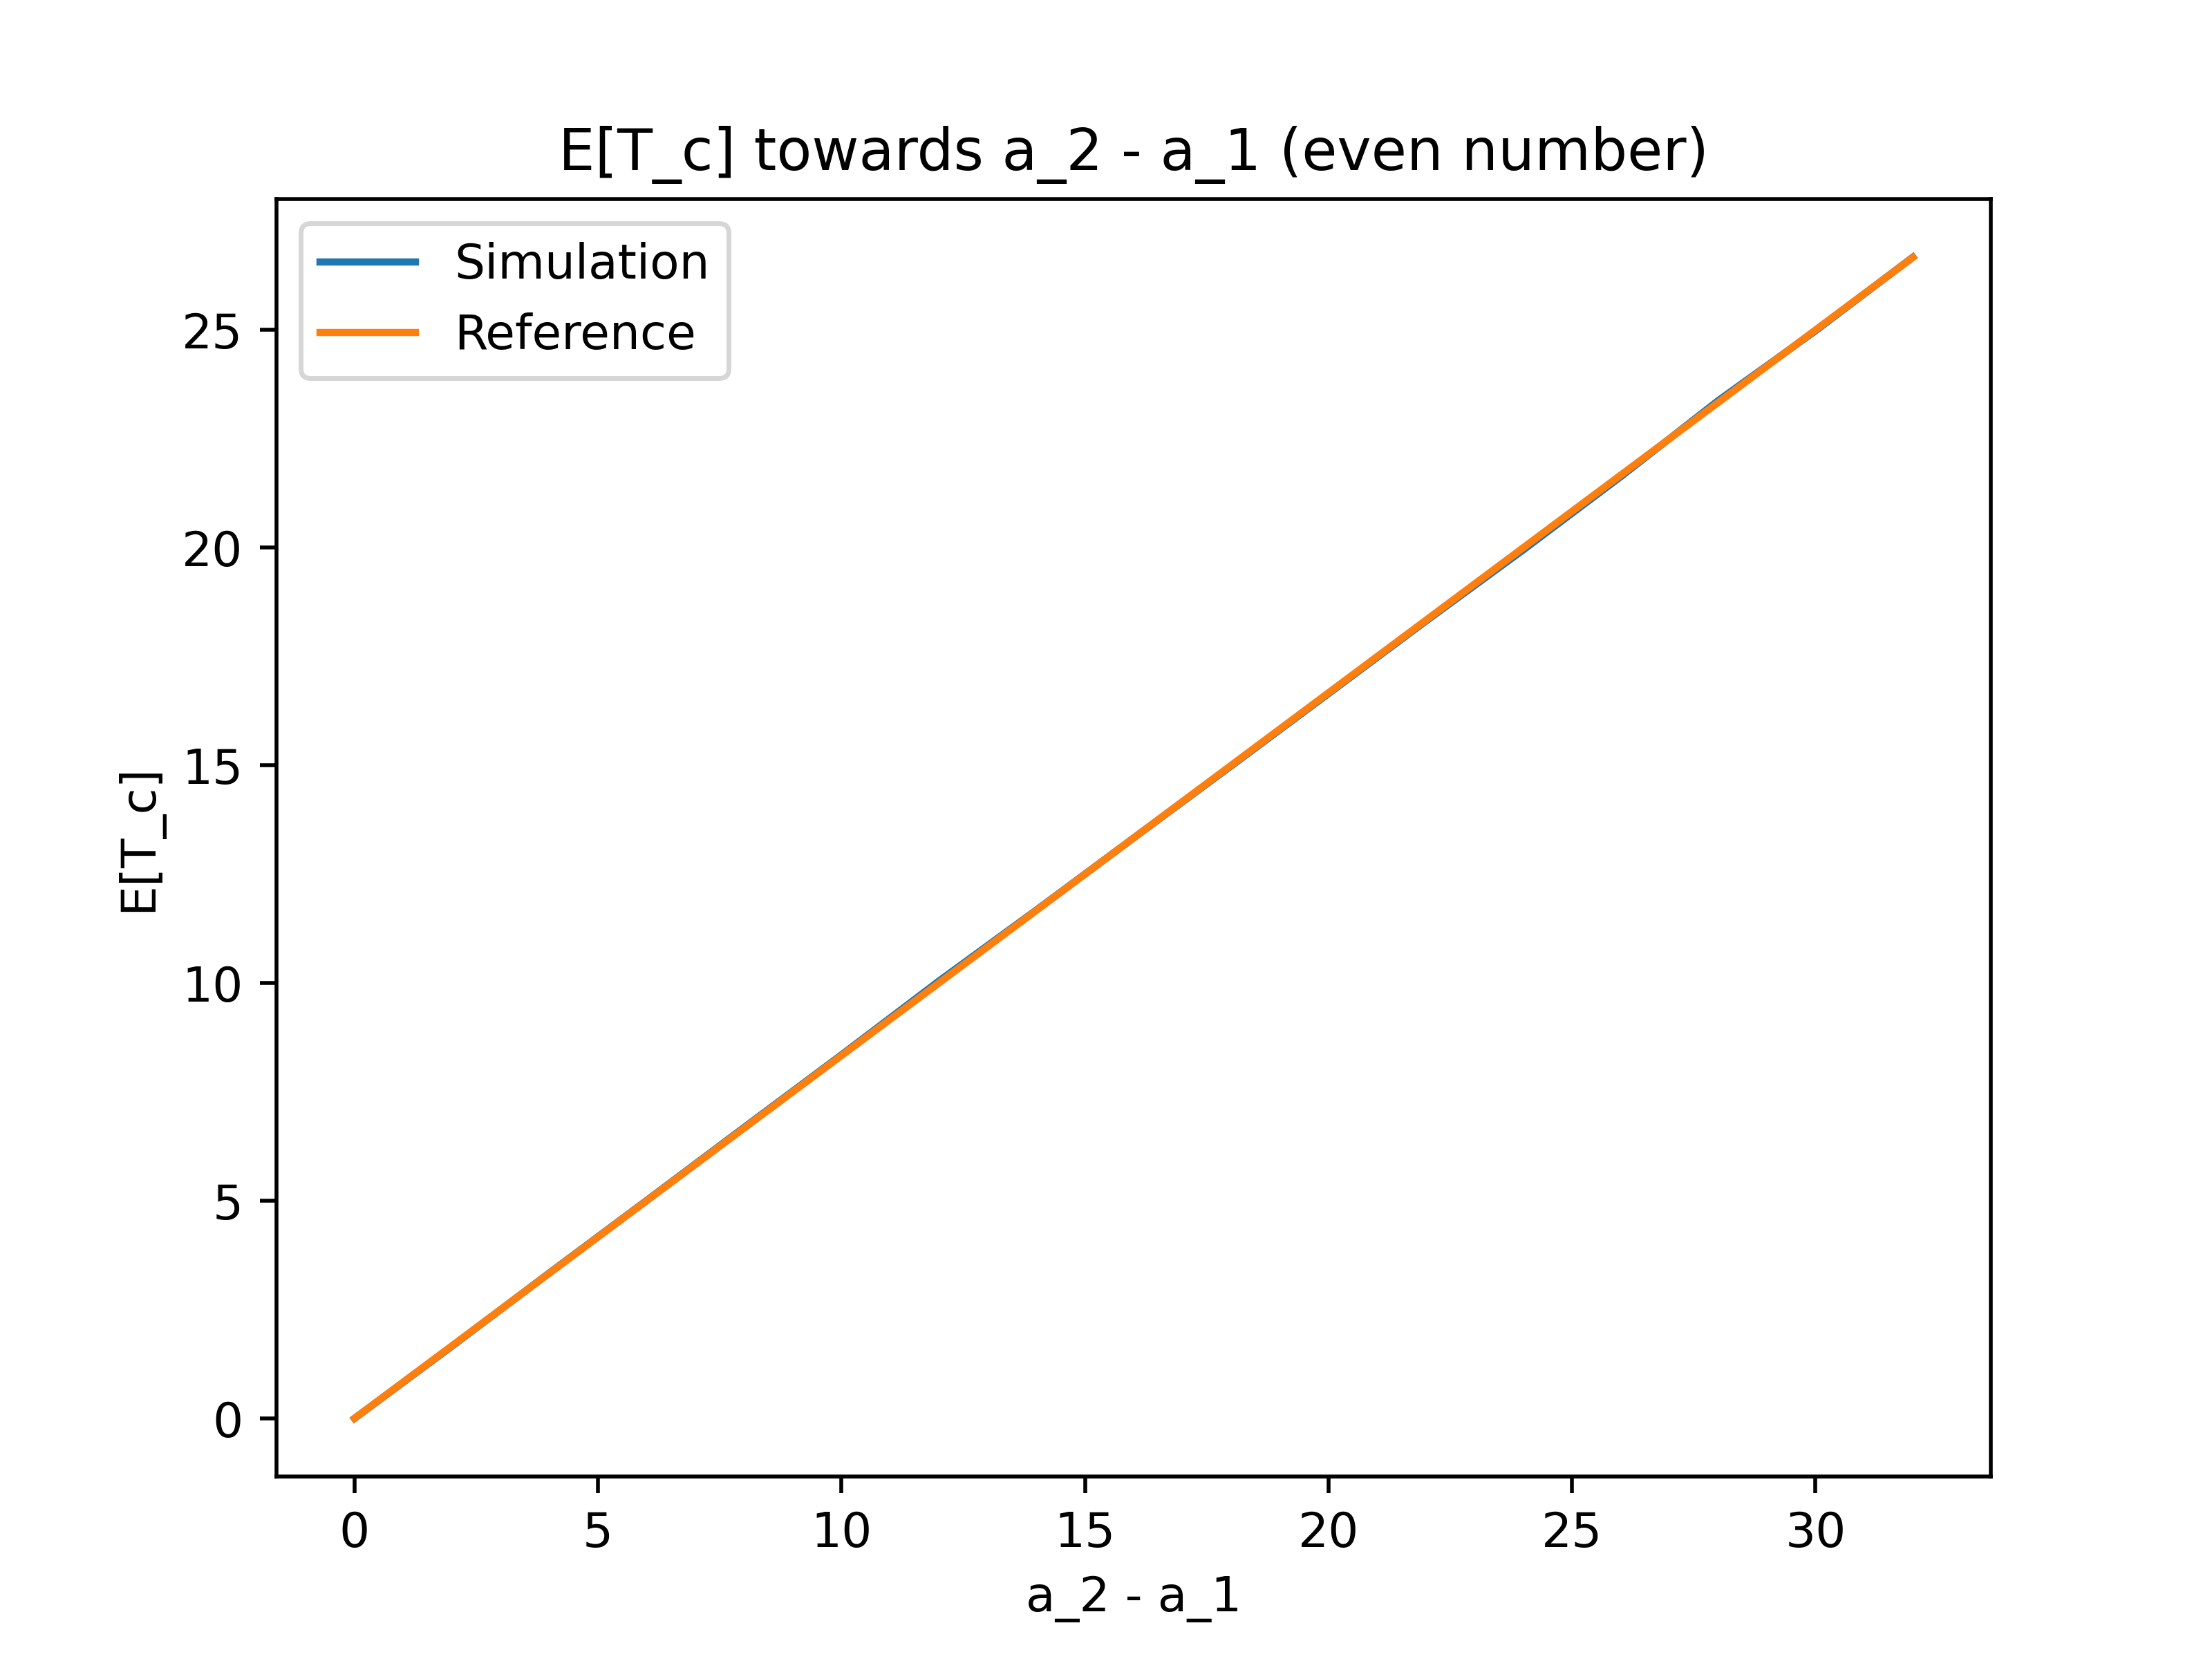 E[T_c] towards a_2 - a_1 (even number)
Simulation
Reference
25
20
15
10
5
0
E[T_c]
0 5 10 15 20 25 30
a_2 - a_1